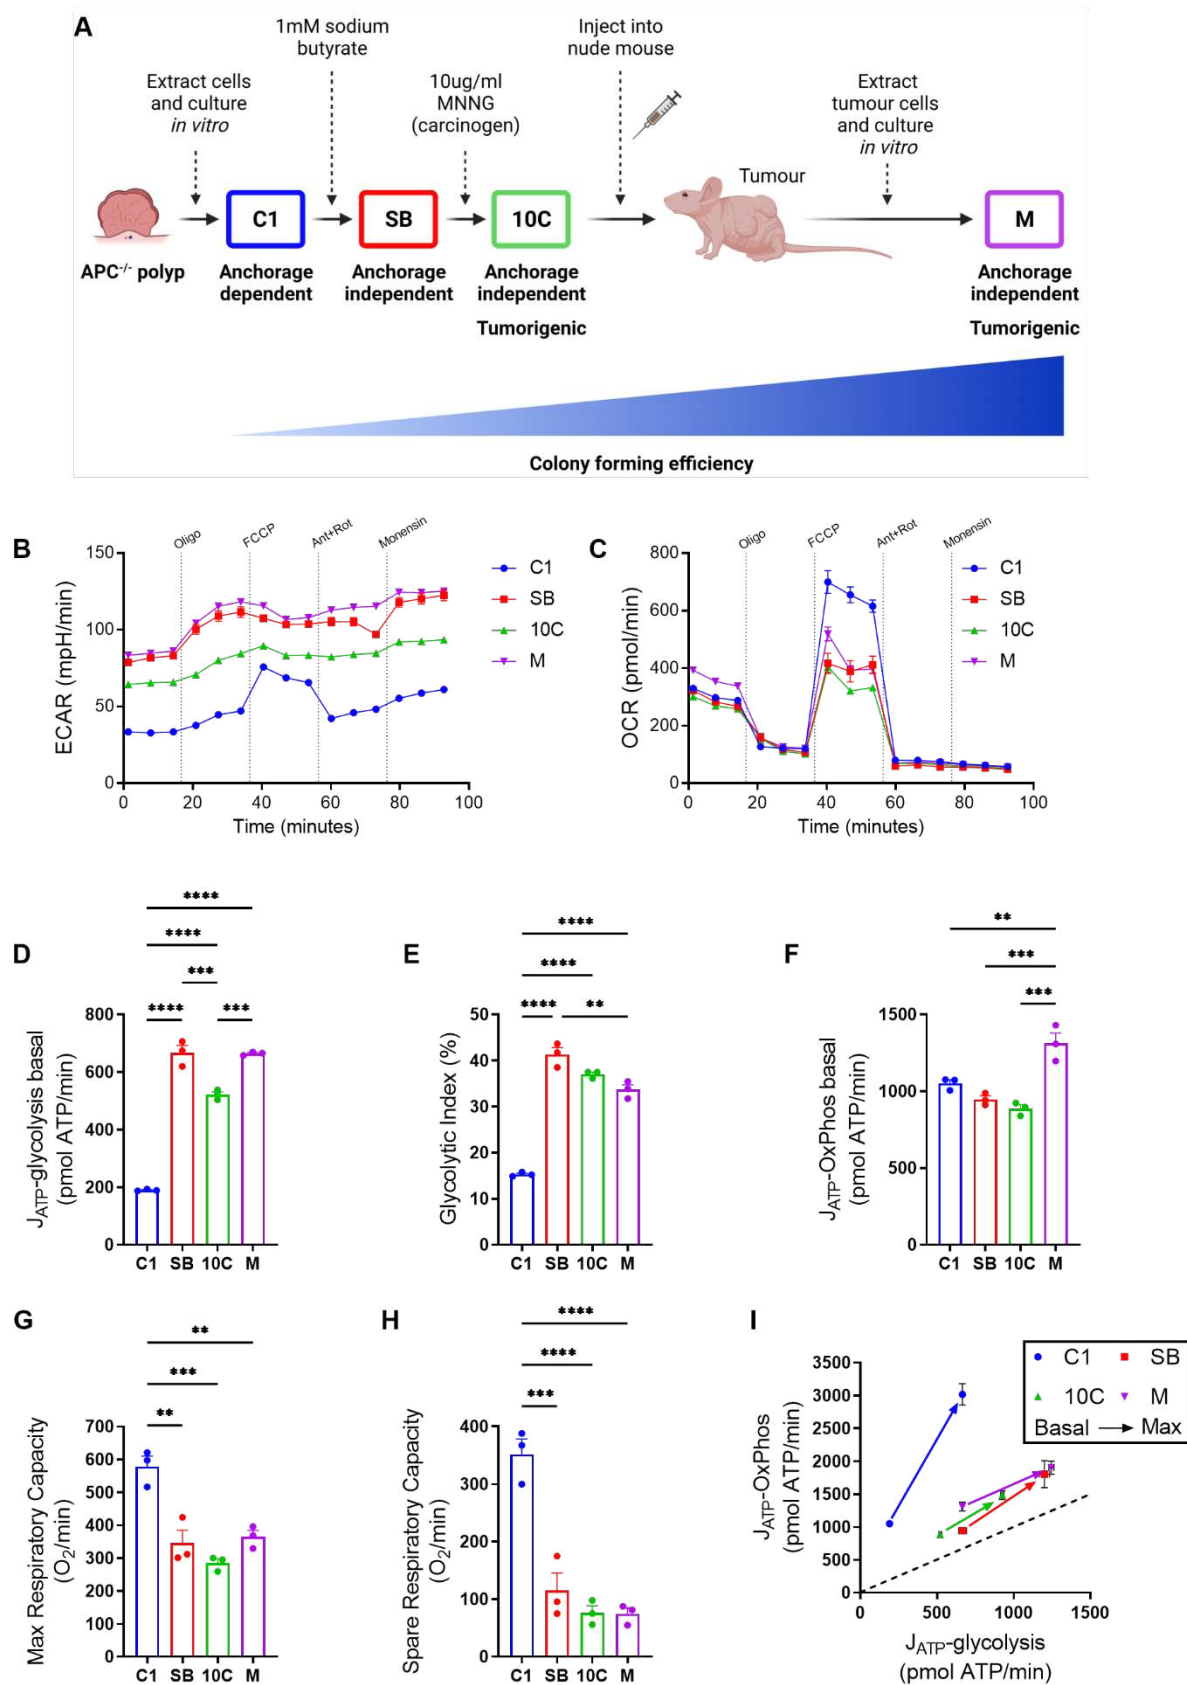 A
Extract cells
and culture
in vitro
1mM sodium
butyrate
10ug/ml
MNNG
(carcinogen)
Inject into
nude mouse
Extract
tumour cells
and culture
in vitro
Tumour
C1
SB
10C
M
APC-/- polyp
Anchorage
dependent
Anchorage
independent
Anchorage
independent
Tumorigenic
Anchorage
independent
Tumorigenic
Colony forming efficiency
B
Oligo
FCCP
Ant+Rot
Monensin
ECAR (mpH/min)
150
100
50
0
0 20 40 60 80 100
Time (minutes)
C1
SB
10C
M
C
Oligo
FCCP
Ant+Rot
Monensin
OCR (pmol/min)
800
600
400
200
0
0 20 40 60 80 100
Time (minutes)
C1
SB
10C
M
D
****
****
***
**** ***
JATP-glycolysis basal
(pmol ATP/min)
800
600
400
200
0
C1 SB 10C M
E
****
****
**** **
Glycolytic Index (%)
50
40
30
20
10
0
C1 SB 10C M
F
**
***
***
JATP-OxPhos basal
(pmol ATP/min)
1500
1000
500
0
C1 SB 10C M
G
**
***
**
Max Respiratory Capacity
(O2/min)
700
600
500
400
300
200
100
0
C1 SB 10C M
H
****
****
***
Spare Respiratory Capacity
(O2/min)
400
300
200
100
0
C1 SB 10C M
I
C1 SB
10C M
Basal Max
JATP-OxPhos
(pmol ATP/min)
3500
3000
2500
2000
1500
1000
500
0
0 500 1000 1500
JATP-glycolysis
(pmol ATP/min)